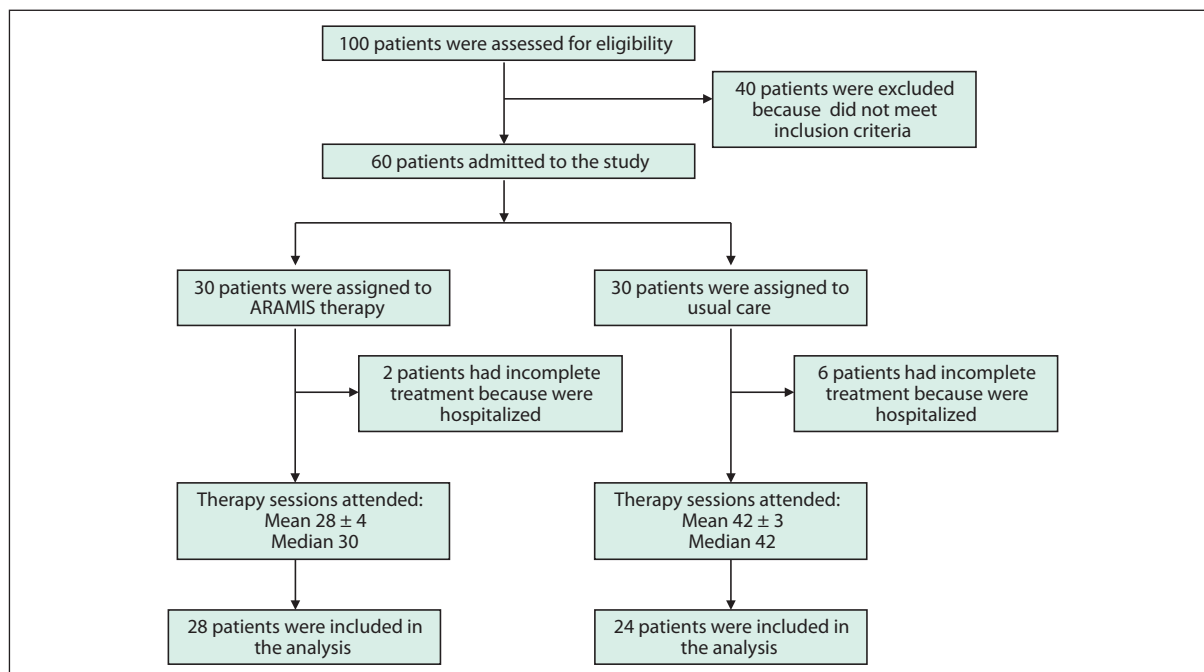 100 patients were assessed for eligibility
40 patients were excluded
because did not meet
inclusion criteria
60 patients admitted to the study
30 patients were assigned to
ARAMIS therapy
30 patients were assigned to
usual care
2 patients had incomplete
treatment because were
hospitalized
6 patients had incomplete
treatment because were
hospitalized
Therapy sessions attended:
Mean 28 ± 4
Median 30
Therapy sessions attended:
Mean 42 ± 3
Median 42
28 patients were included in
the analysis
24 patients were included in
the analysis